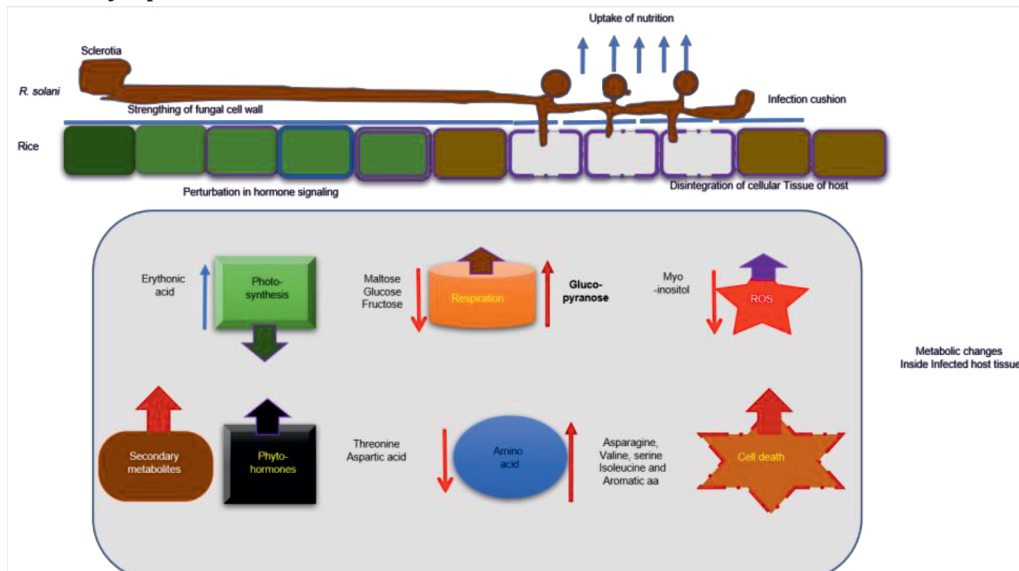 Uptake of nutrition
Sclerotia
R. solani
Infection cushion
Strengthing of fungal cell wall
Rice
Perturbation in hormone signaling
Disintegration of cellular Tissue of host
Erythonic
acid
Photo-
synthesis
Maltose
Glucose
Fructose
Respiration
Gluco-
pyranose
Myo
-inositol
ROS
Metabolic changes
Inside Infected host tissue
Secondary
metabolites
Phyto-
hormones
Threonine
Aspartic acid
Amino
acid
Asparagine,
Valine, serine
Isoleucine and
Aromatic aa
Cell death